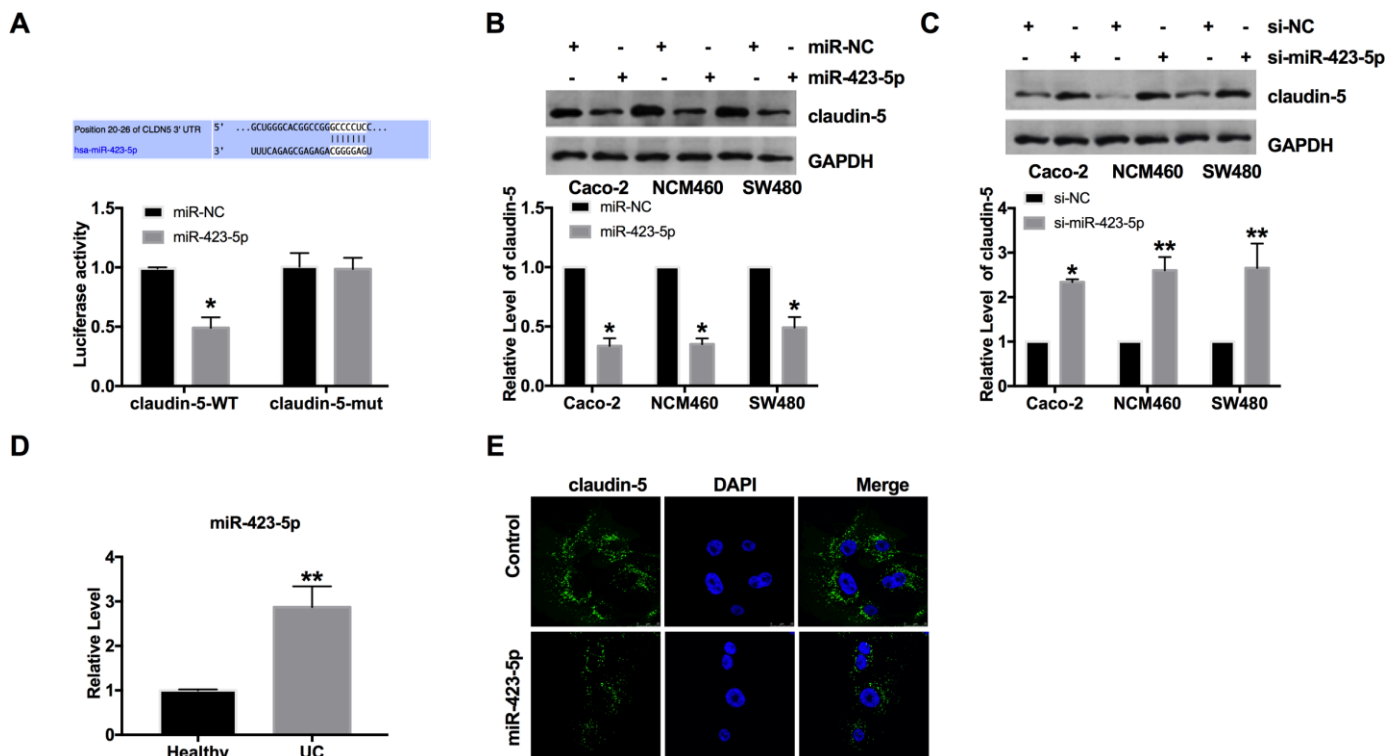 A
Position 20-26 of CLDN5 3' UTR 5' ...GCUGGGCACGGCCGGGCCCCUCC...
hsa-miR-423-5p 3' UUUCAGAGCGAGAGACGGGGAGU
Luciferase activity
1.5
1.0
0.5
0.0
miR-NC
miR-423-5p
*
claudin-5-WT claudin-5-mut
B
+ - + - + - miR-NC
- + - + - + miR-423-5p
claudin-5
GAPDH
Caco-2 NCM460 SW480
Relative Level of claudin-5
1.5
1.0
0.5
0.0
miR-NC
miR-423-5p
* * *
Caco-2 NCM460 SW480
C
+ - + - + - si-NC
- + - + - + si-miR-423-5p
claudin-5
GAPDH
Caco-2 NCM460 SW480
Relative Level of claudin-5
4
3
2
1
0
si-NC
si-miR-423-5p
* ** **
Caco-2 NCM460 SW480
D
miR-423-5p
Relative Level
4
3
2
1
0
**
Healthy UC
E
claudin-5 DAPI Merge
Control
miR-423-5p